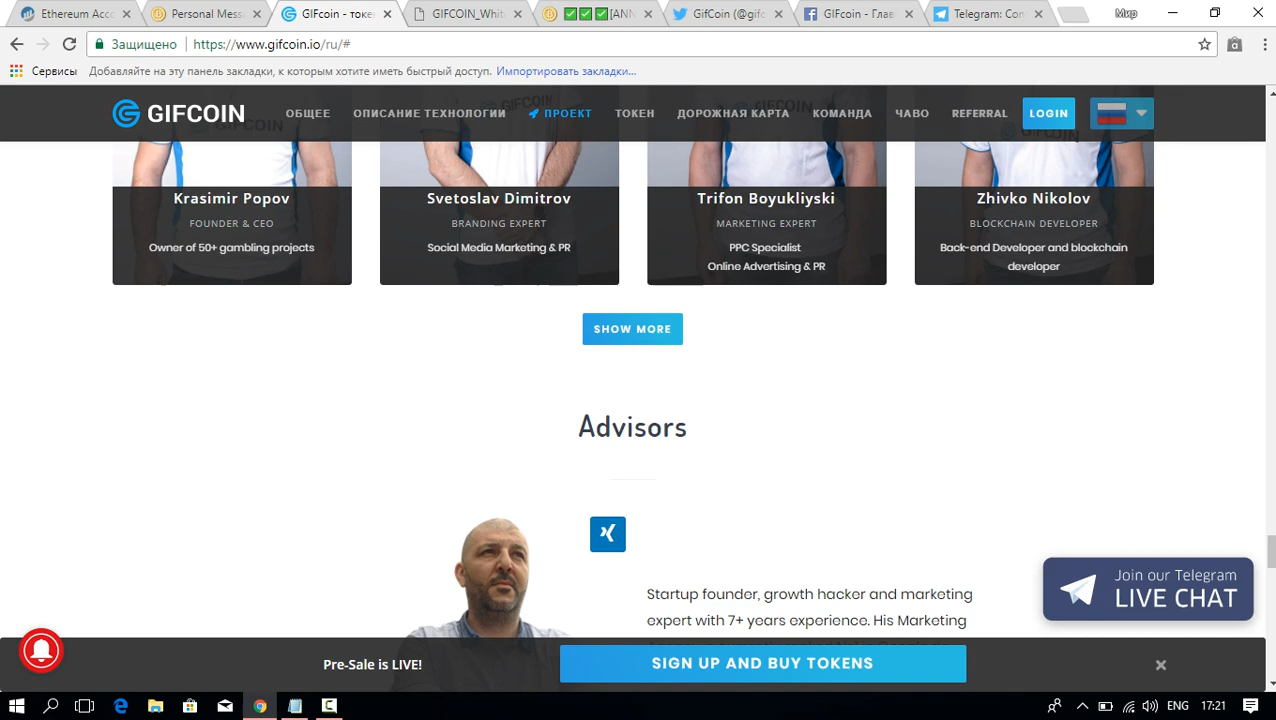 Ethereum Acc
Personal Mess
GIFcoin - токе
GIFCOIN_Whit
[ANN
GifCoin (@gifc
GIFcoin - Глав
Telegram: Con
Мир
Защищено
https://www.gifcoin.io/ru/#
Сервисы
Добавляйте на эту панель закладки, к которым хотите иметь быстрый доступ. Импортировать закладки...
GIFCOIN
ОБЩЕЕ
ОПИСАНИЕ ТЕХНОЛОГИИ
ПРОЕКТ
ТОКЕН
ДОРОЖНАЯ КАРТА
КОМАНДА
ЧАВО
REFERRAL
LOGIN
Krasimir Popov
FOUNDER & CEO
Owner of 50+ gambling projects
Svetoslav Dimitrov
BRANDING EXPERT
Social Media Marketing & PR
Trifon Boyukliyski
MARKETING EXPERT
PPC Specialist
Online Advertising & PR
Zhivko Nikolov
BLOCKCHAIN DEVELOPER
Back-end Developer and blockchain
developer
SHOW MORE
Advisors
Startup founder, growth hacker and marketing
expert with 7+ years experience. His Marketing
Join our Telegram
LIVE CHAT
Pre-Sale is LIVE!
SIGN UP AND BUY TOKENS
ENG
17:21